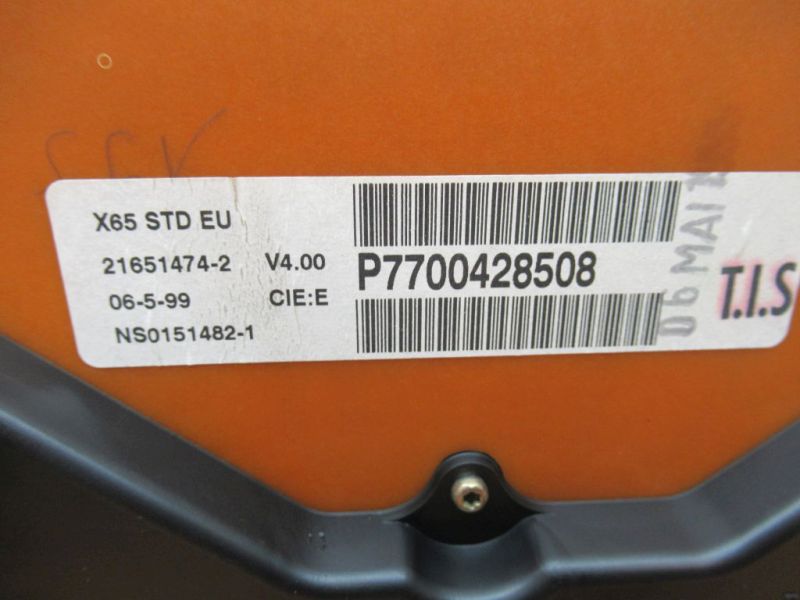 X65 STD EU
21651474-2 V4.00
06-5-99 CIE:E
NS0151482-1
P7700428508
06 MAI
T.I.S